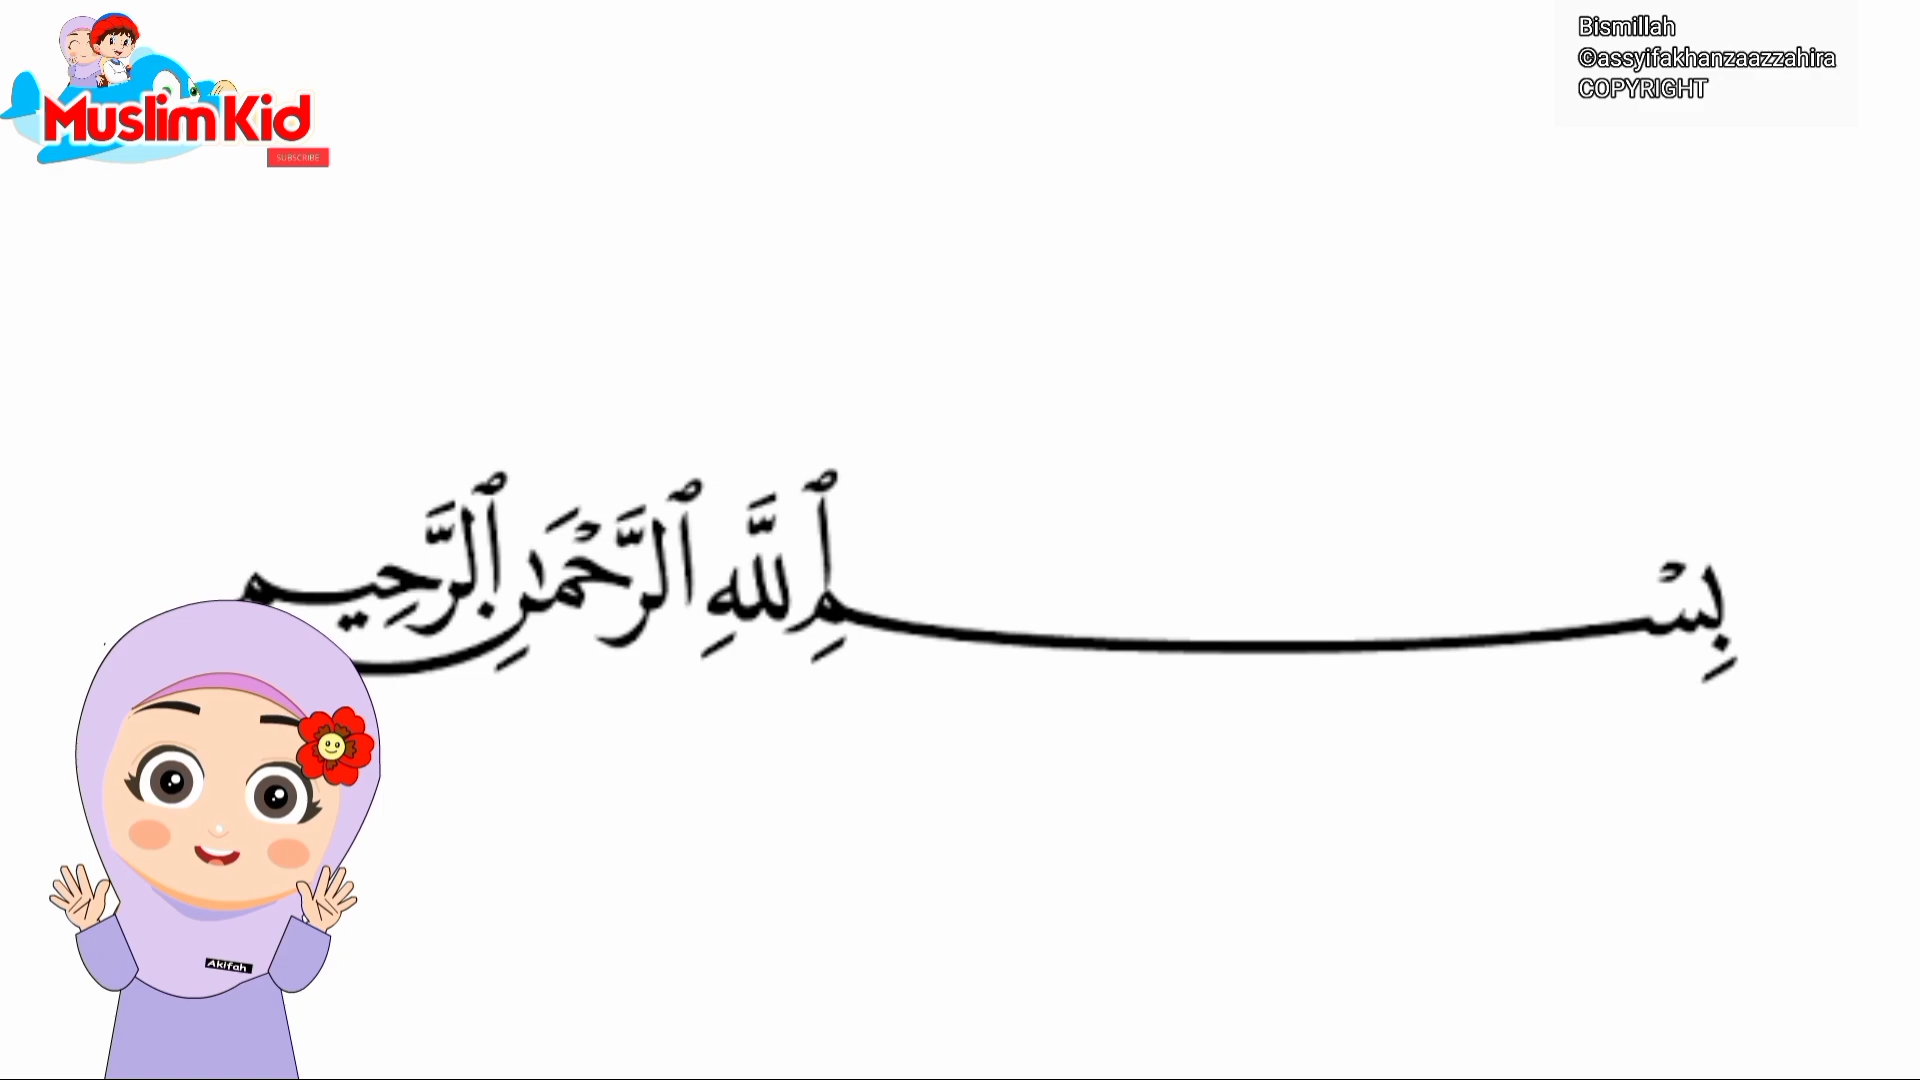 Muslim Kid
SUBSCRIBE
Bismillah
©assyifakhanzaazzahira
COPYRIGHT
بِسْمِ ٱللَّهِ ٱلرَّحْمَٰنِ ٱلرَّحِيم
Akifah